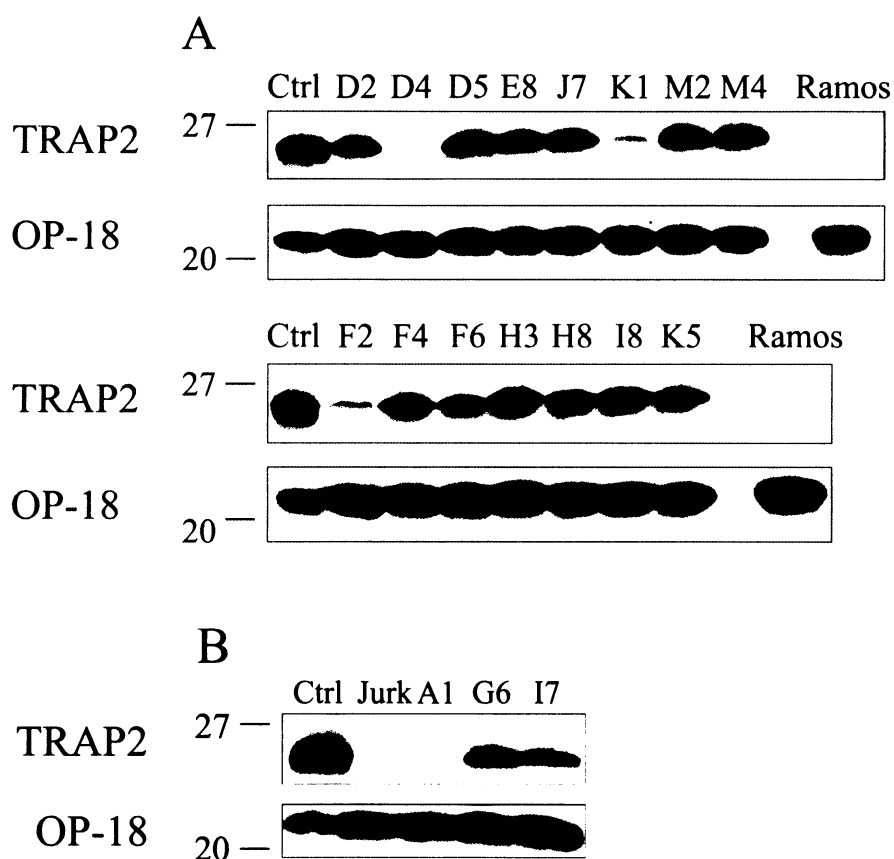 A
Ctrl D2 D4 D5 E8 J7 K1 M2 M4 Ramos
TRAP2 27
OP-18 20
Ctrl F2 F4 F6 H3 H8 I8 K5 Ramos
TRAP2 27
OP-18 20
B
Ctrl Jurk A1 G6 I7
TRAP2 27
OP-18 20